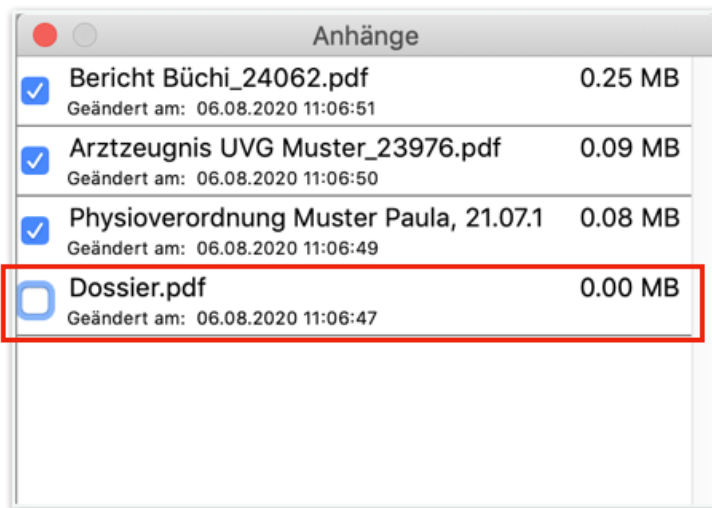 Anhänge
Bericht Büchi_24062.pdf 0.25 MB
Geändert am: 06.08.2020 11:06:51
Arztzeugnis UVG Muster_23976.pdf 0.09 MB
Geändert am: 06.08.2020 11:06:50
Physioverordnung Muster Paula, 21.07.1 0.08 MB
Geändert am: 06.08.2020 11:06:49
Dossier.pdf 0.00 MB
Geändert am: 06.08.2020 11:06:47